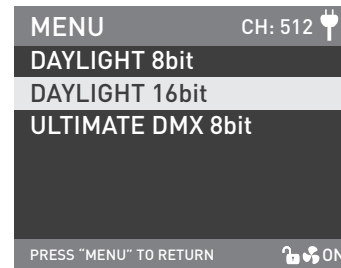 MENU CH: 512
DAYLIGHT 8bit
DAYLIGHT 16bit
ULTIMATE DMX 8bit
PRESS “MENU” TO RETURN ON